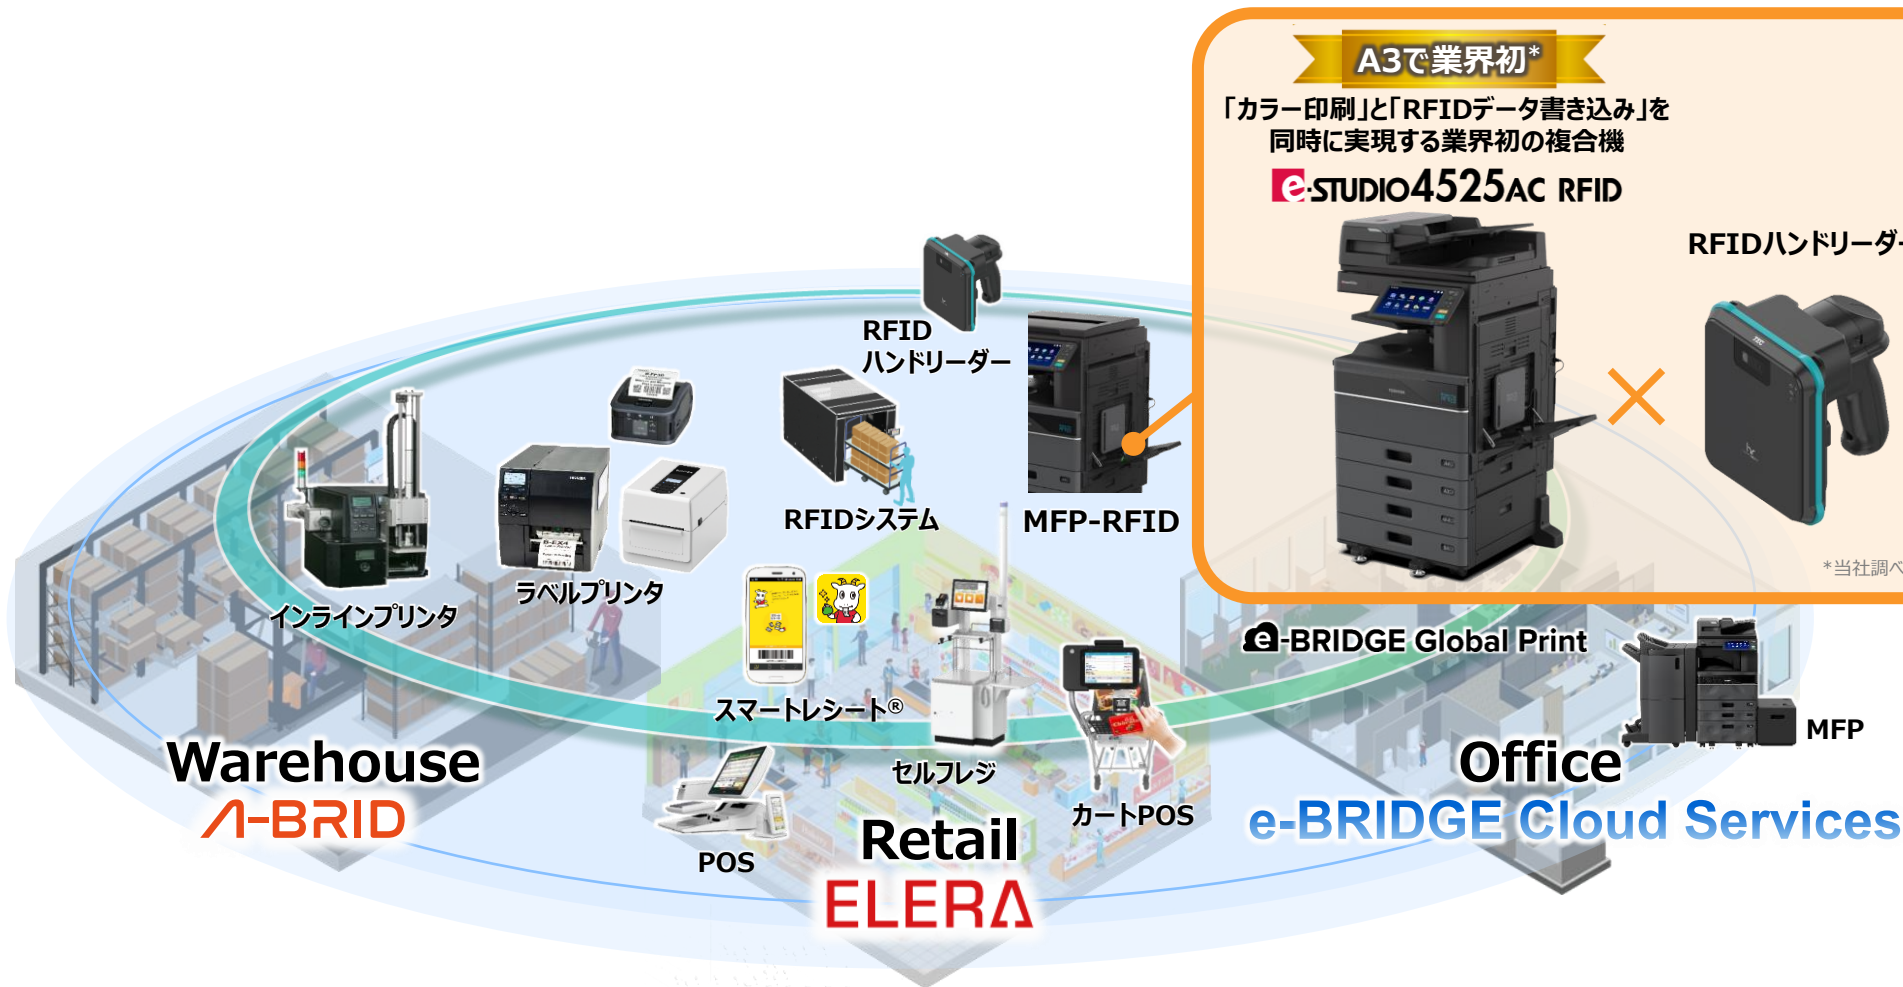 A3で業界初*
「カラー印刷」と「RFIDデータ書き込み」を
同時に実現する業界初の複合機
e-STUDIO4525AC RFID
RFIDハンドリーダー
*当社調べ
RFID
ハンドリーダー
MFP-RFID
RFIDシステム
ラベルプリンタ
インラインプリンタ
スマートレシート®
セルフレジ
カートPOS
POS
e-BRIDGE Global Print
MFP
Warehouse
A-BRID
Retail
ELERA
Office
e-BRIDGE Cloud Services